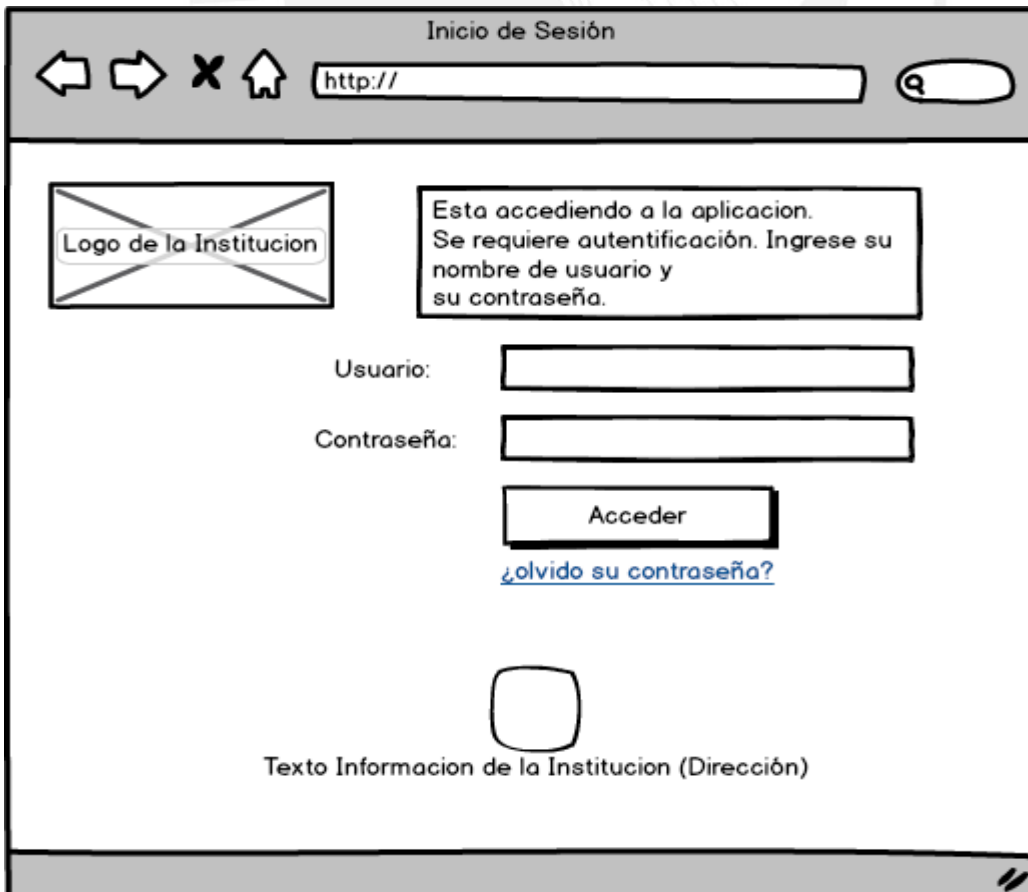 Inicio de Sesión
http://
Logo de la Institucion
Esta accediendo a la aplicacion.
Se requiere autentificación. Ingrese su
nombre de usuario y
su contraseña.
Usuario:
Contraseña:
Acceder
¿olvido su contraseña?
Texto Informacion de la Institucion (Dirección)